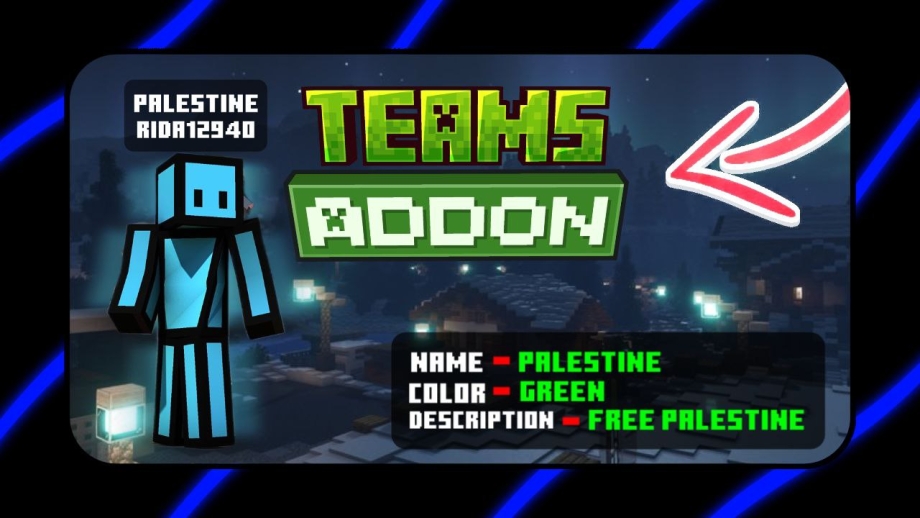 PALESTINE
RIDA12940
TEAMS
ADDON
NAME - PALESTINE
COLOR - GREEN
DESCRIPTION - FREE PALESTINE